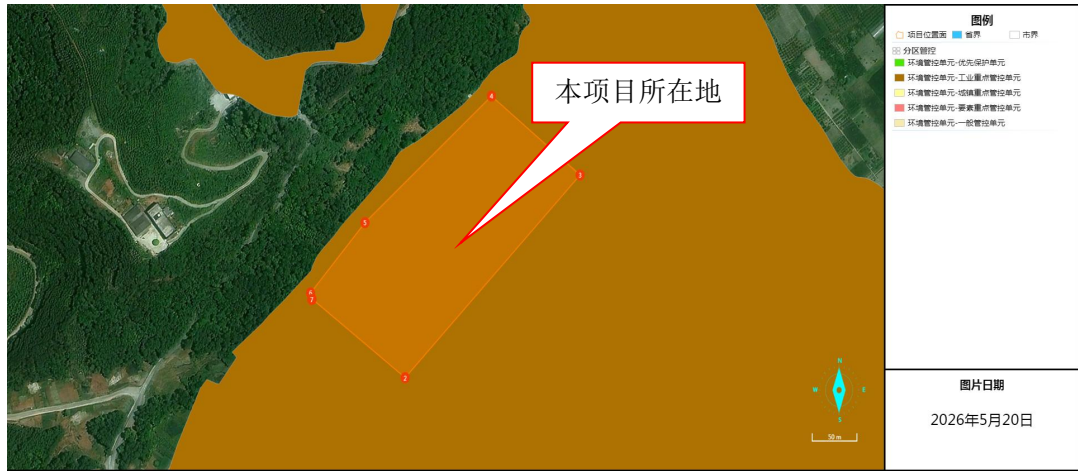 本项目所在地
4
3
5
6
7
2
N
W
E
S
50 m
图例
项目位置面 省界 市界
分区管控
环境管控单元-优先保护单元
环境管控单元-工业重点管控单元
环境管控单元-城镇重点管控单元
环境管控单元-要素重点管控单元
环境管控单元-一般管控单元
图片日期
2026年5月20日